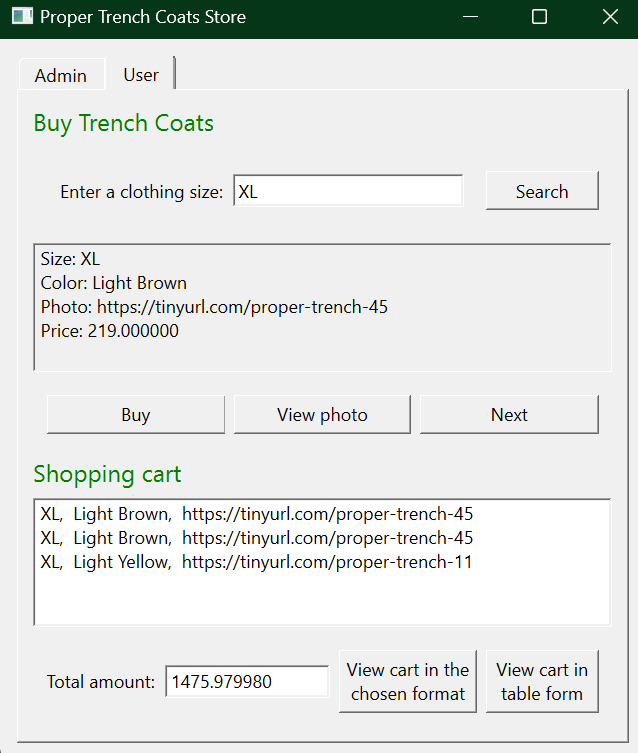 Proper Trench Coats Store
Admin User
Buy Trench Coats
Enter a clothing size: XL Search
Size: XL
Color: Light Brown
Photo: https://tinyurl.com/proper-trench-45
Price: 219.000000
Buy View photo Next
Shopping cart
XL, Light Brown, https://tinyurl.com/proper-trench-45
XL, Light Brown, https://tinyurl.com/proper-trench-45
XL, Light Yellow, https://tinyurl.com/proper-trench-11
Total amount: 1475.979980
View cart in the
chosen format
View cart in
table form